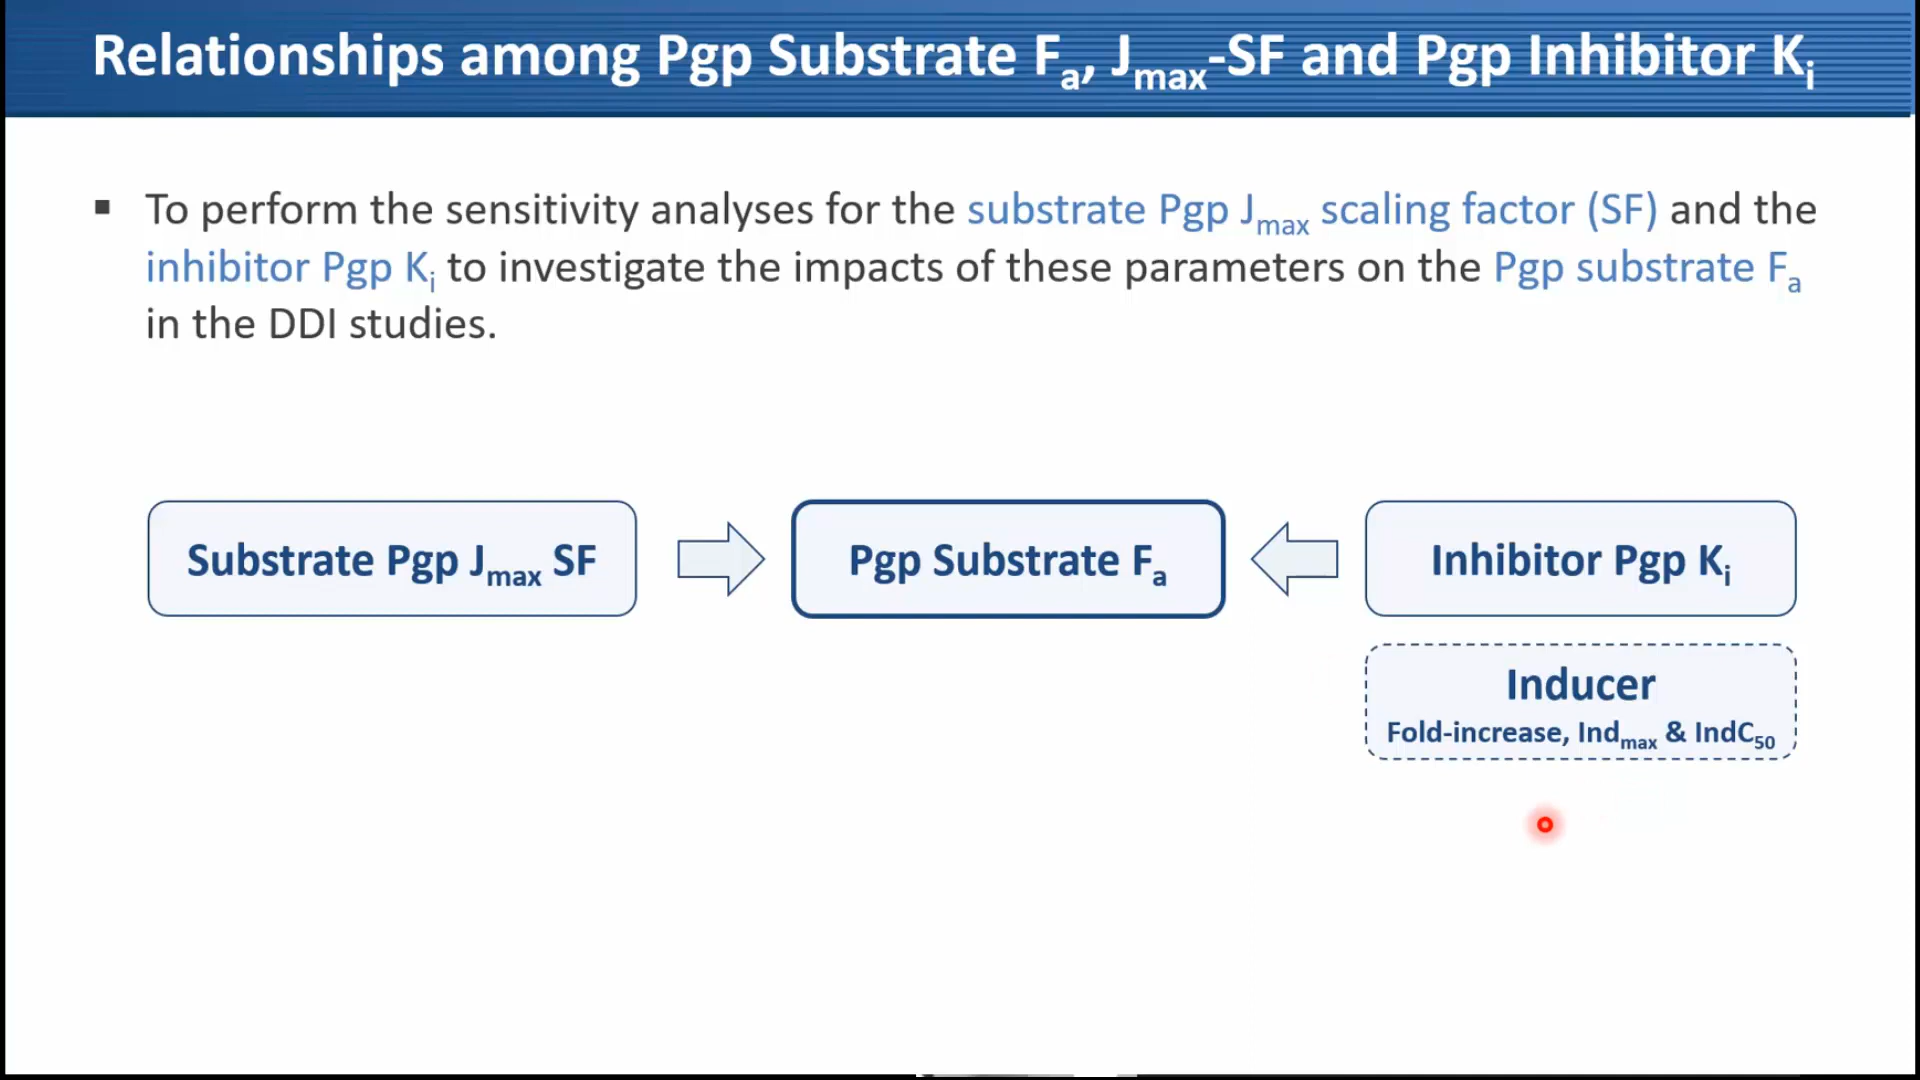 Relationships among Pgp Substrate Fa, Jmax-SF and Pgp Inhibitor Ki
▪ To perform the sensitivity analyses for the substrate Pgp Jmax scaling factor (SF) and the
inhibitor Pgp Ki to investigate the impacts of these parameters on the Pgp substrate Fa
in the DDI studies.
Substrate Pgp Jmax SF
Pgp Substrate Fa
Inhibitor Pgp Ki
Inducer
Fold-increase, Indmax & IndC50